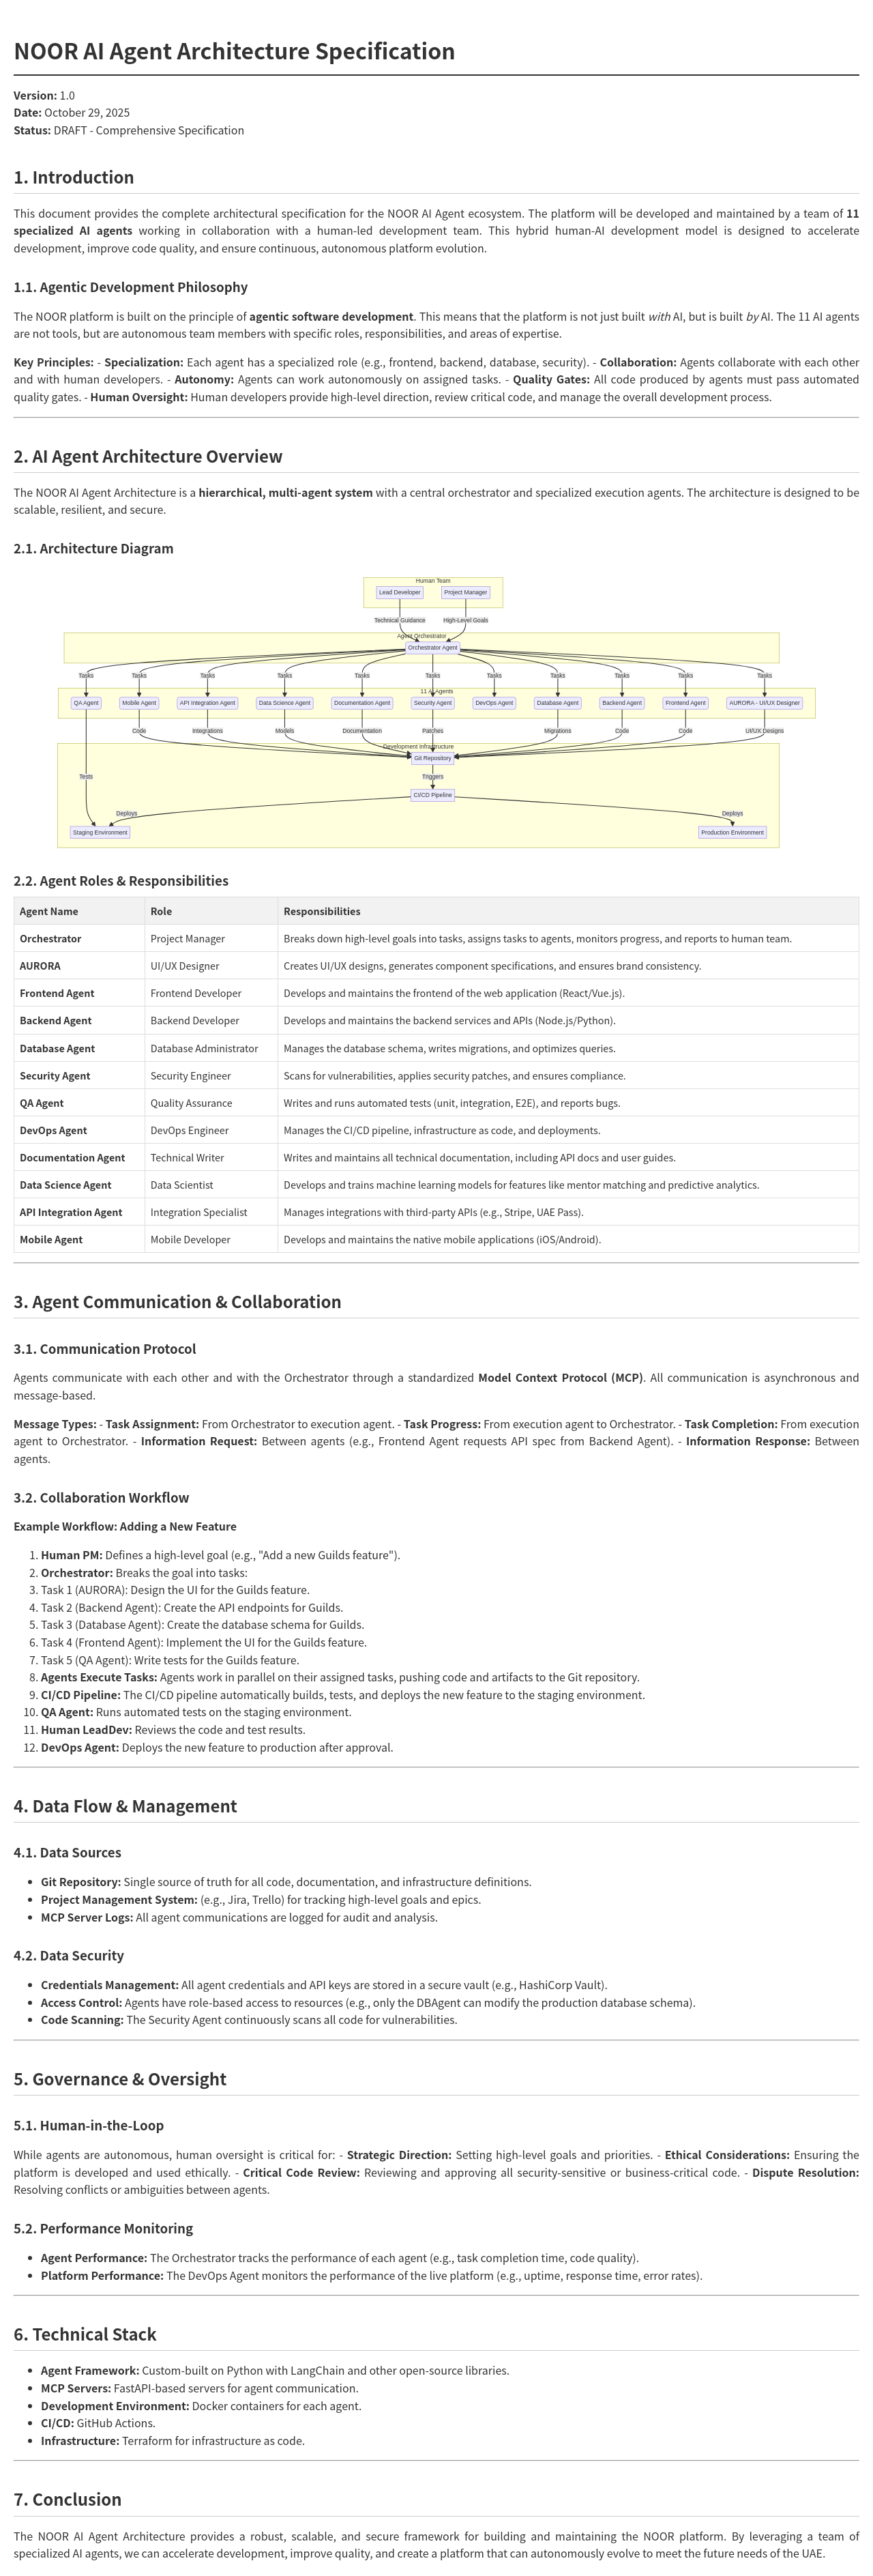 NOOR AI Agent Architecture Specification
Version: 1.0
Date: October 29, 2025
Status: DRAFT - Comprehensive Specification
1. Introduction
This document provides the complete architectural specification for the NOOR AI Agent ecosystem. The platform will be developed and maintained by a team of 11
specialized AI agents working in collaboration with a human-led development team. This hybrid human-AI development model is designed to accelerate
development, improve code quality, and ensure continuous, autonomous platform evolution.
1.1. Agentic Development Philosophy
The NOOR platform is built on the principle of agentic software development. This means that the platform is not just built with AI, but is built by AI. The 11 AI agents
are not tools, but are autonomous team members with specific roles, responsibilities, and areas of expertise.
Key Principles: - Specialization: Each agent has a specialized role (e.g., frontend, backend, database, security). - Collaboration: Agents collaborate with each other
and with human developers. - Autonomy: Agents can work autonomously on assigned tasks. - Quality Gates: All code produced by agents must pass automated
quality gates. - Human Oversight: Human developers provide high-level direction, review critical code, and manage the overall development process.
2. AI Agent Architecture Overview
The NOOR AI Agent Architecture is a hierarchical, multi-agent system with a central orchestrator and specialized execution agents. The architecture is designed to be
scalable, resilient, and secure.
2.1. Architecture Diagram
Human Team
Lead Developer Project Manager
Technical Guidance High-Level Goals
Agent Orchestrator
Orchestrator Agent
Tasks Tasks Tasks Tasks Tasks Tasks Tasks Tasks Tasks Tasks Tasks
11 AI Agents
QA Agent Mobile Agent API Integration Agent Data Science Agent Documentation Agent Security Agent DevOps Agent Database Agent Backend Agent Frontend Agent AURORA - UI/UX Designer
Code Integrations Models Documentation Patches Migrations Code Code UI/UX Designs
Development Infrastructure
Git Repository
Tests Triggers
CI/CD Pipeline
Deploys Deploys
Staging Environment Production Environment
2.2. Agent Roles & Responsibilities
Agent Name Role Responsibilities
Orchestrator Project Manager Breaks down high-level goals into tasks, assigns tasks to agents, monitors progress, and reports to human team.
AURORA UI/UX Designer Creates UI/UX designs, generates component specifications, and ensures brand consistency.
Frontend Agent Frontend Developer Develops and maintains the frontend of the web application (React/Vue.js).
Backend Agent Backend Developer Develops and maintains the backend services and APIs (Node.js/Python).
Database Agent Database Administrator Manages the database schema, writes migrations, and optimizes queries.
Security Agent Security Engineer Scans for vulnerabilities, applies security patches, and ensures compliance.
QA Agent Quality Assurance Writes and runs automated tests (unit, integration, E2E), and reports bugs.
DevOps Agent DevOps Engineer Manages the CI/CD pipeline, infrastructure as code, and deployments.
Documentation Agent Technical Writer Writes and maintains all technical documentation, including API docs and user guides.
Data Science Agent Data Scientist Develops and trains machine learning models for features like mentor matching and predictive analytics.
API Integration Agent Integration Specialist Manages integrations with third-party APIs (e.g., Stripe, UAE Pass).
Mobile Agent Mobile Developer Develops and maintains the native mobile applications (iOS/Android).
3. Agent Communication & Collaboration
3.1. Communication Protocol
Agents communicate with each other and with the Orchestrator through a standardized Model Context Protocol (MCP). All communication is asynchronous and
message-based.
Message Types: - Task Assignment: From Orchestrator to execution agent. - Task Progress: From execution agent to Orchestrator. - Task Completion: From execution
agent to Orchestrator. - Information Request: Between agents (e.g., Frontend Agent requests API spec from Backend Agent). - Information Response: Between
agents.
3.2. Collaboration Workflow
Example Workflow: Adding a New Feature
1. Human PM: Defines a high-level goal (e.g., "Add a new Guilds feature").
2. Orchestrator: Breaks the goal into tasks:
3. Task 1 (AURORA): Design the UI for the Guilds feature.
4. Task 2 (Backend Agent): Create the API endpoints for Guilds.
5. Task 3 (Database Agent): Create the database schema for Guilds.
6. Task 4 (Frontend Agent): Implement the UI for the Guilds feature.
7. Task 5 (QA Agent): Write tests for the Guilds feature.
8. Agents Execute Tasks: Agents work in parallel on their assigned tasks, pushing code and artifacts to the Git repository.
9. CI/CD Pipeline: The CI/CD pipeline automatically builds, tests, and deploys the new feature to the staging environment.
10. QA Agent: Runs automated tests on the staging environment.
11. Human LeadDev: Reviews the code and test results.
12. DevOps Agent: Deploys the new feature to production after approval.
4. Data Flow & Management
4.1. Data Sources
• Git Repository: Single source of truth for all code, documentation, and infrastructure definitions.
• Project Management System: (e.g., Jira, Trello) for tracking high-level goals and epics.
• MCP Server Logs: All agent communications are logged for audit and analysis.
4.2. Data Security
• Credentials Management: All agent credentials and API keys are stored in a secure vault (e.g., HashiCorp Vault).
• Access Control: Agents have role-based access to resources (e.g., only the DBAgent can modify the production database schema).
• Code Scanning: The Security Agent continuously scans all code for vulnerabilities.
5. Governance & Oversight
5.1. Human-in-the-Loop
While agents are autonomous, human oversight is critical for: - Strategic Direction: Setting high-level goals and priorities. - Ethical Considerations: Ensuring the
platform is developed and used ethically. - Critical Code Review: Reviewing and approving all security-sensitive or business-critical code. - Dispute Resolution:
Resolving conflicts or ambiguities between agents.
5.2. Performance Monitoring
• Agent Performance: The Orchestrator tracks the performance of each agent (e.g., task completion time, code quality).
• Platform Performance: The DevOps Agent monitors the performance of the live platform (e.g., uptime, response time, error rates).
6. Technical Stack
• Agent Framework: Custom-built on Python with LangChain and other open-source libraries.
• MCP Servers: FastAPI-based servers for agent communication.
• Development Environment: Docker containers for each agent.
• CI/CD: GitHub Actions.
• Infrastructure: Terraform for infrastructure as code.
7. Conclusion
The NOOR AI Agent Architecture provides a robust, scalable, and secure framework for building and maintaining the NOOR platform. By leveraging a team of
specialized AI agents, we can accelerate development, improve quality, and create a platform that can autonomously evolve to meet the future needs of the UAE.